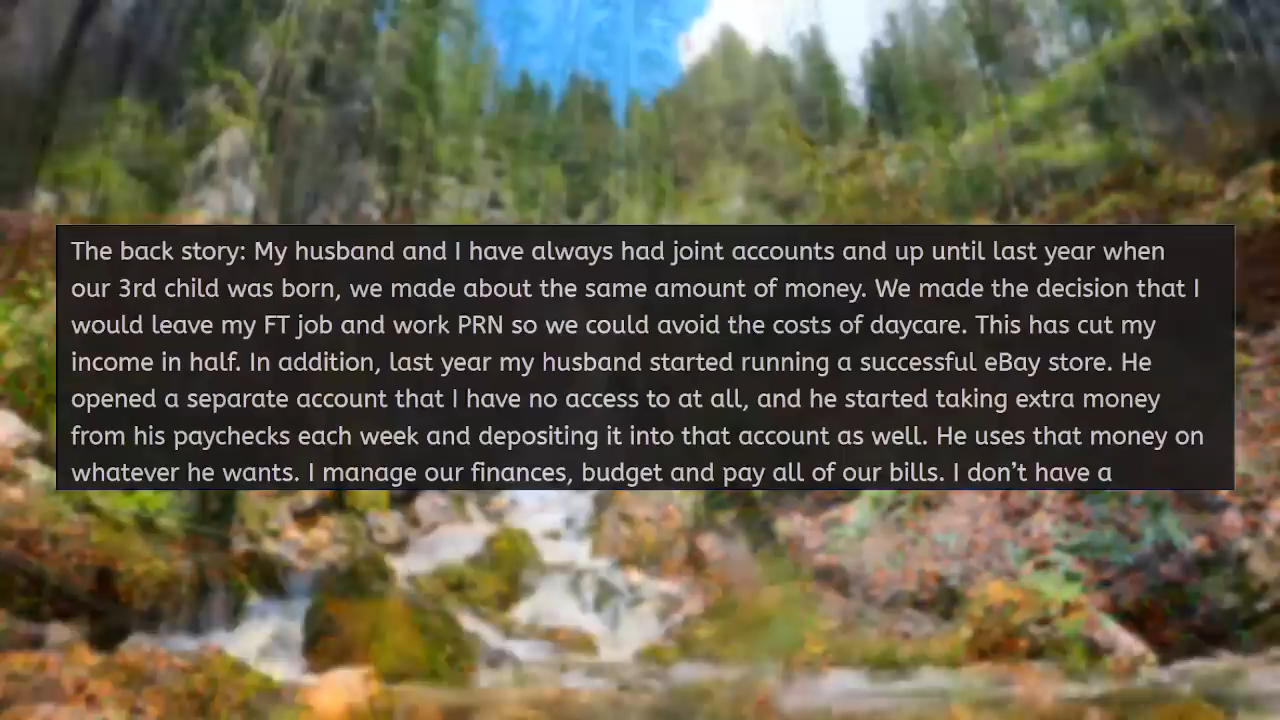 The back story: My husband and I have always had joint accounts and up until last year when
our 3rd child was born, we made about the same amount of money. We made the decision that I
would leave my FT job and work PRN so we could avoid the costs of daycare. This has cut my
income in half. In addition, last year my husband started running a successful eBay store. He
opened a separate account that I have no access to at all, and he started taking extra money
from his paychecks each week and depositing it into that account as well. He uses that money on
whatever he wants. I manage our finances, budget and pay all of our bills. I don’t have a